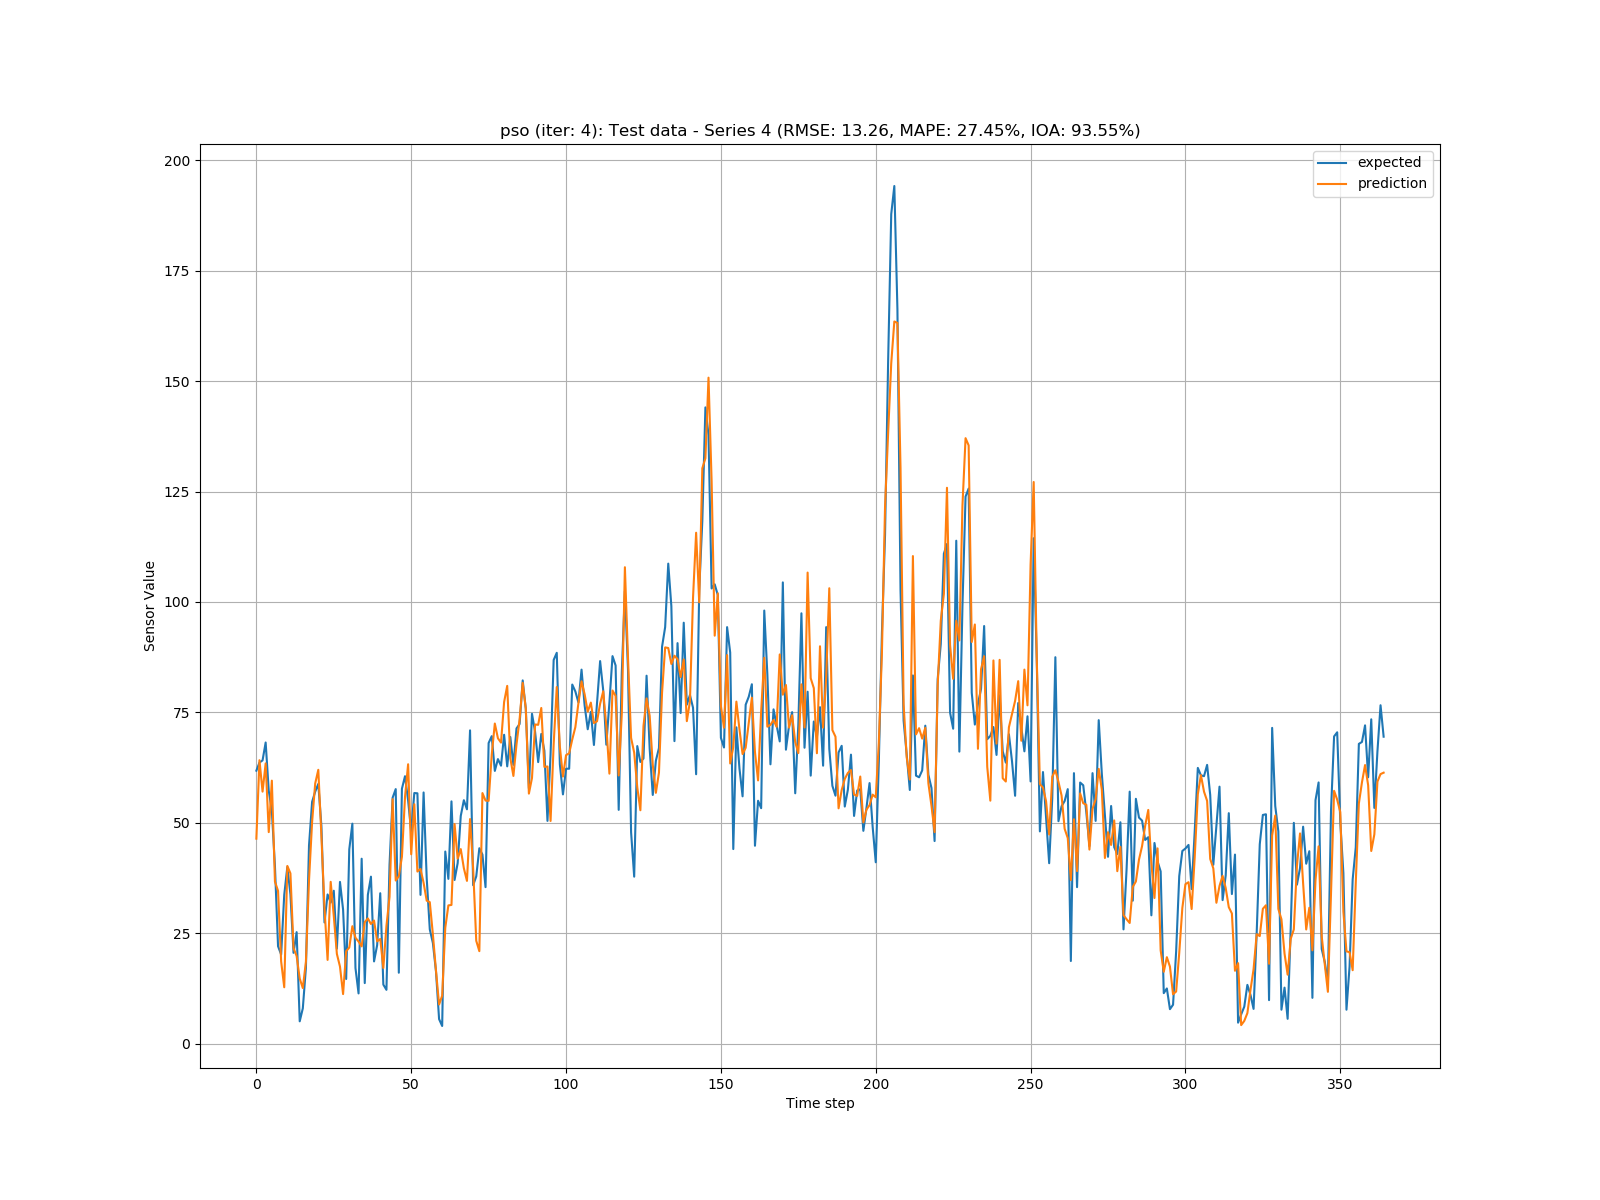 pso (iter: 4): Test data - Series 4 (RMSE: 13.26, MAPE: 27.45%, IOA: 93.55%)
expected
prediction
200
175
150
125
100
75
50
25
0
Sensor Value
0 50 100 150 200 250 300 350
Time step